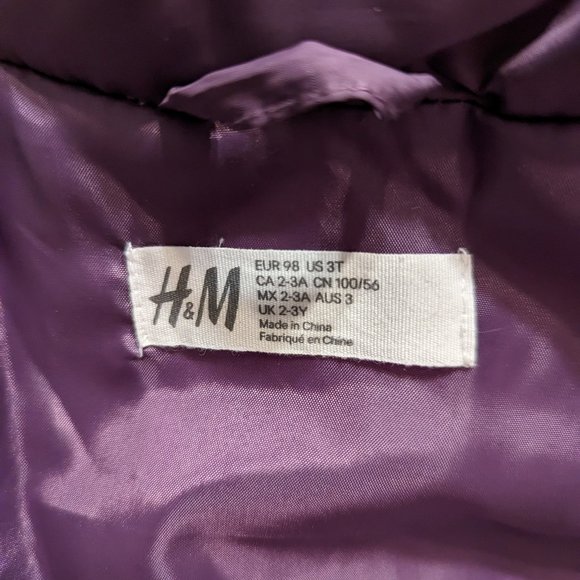 H&M
EUR 98 US 3T
CA 2-3A CN 100/56
MX 2-3A AUS 3
UK 2-3Y
Made in China
Fabriqué en Chine